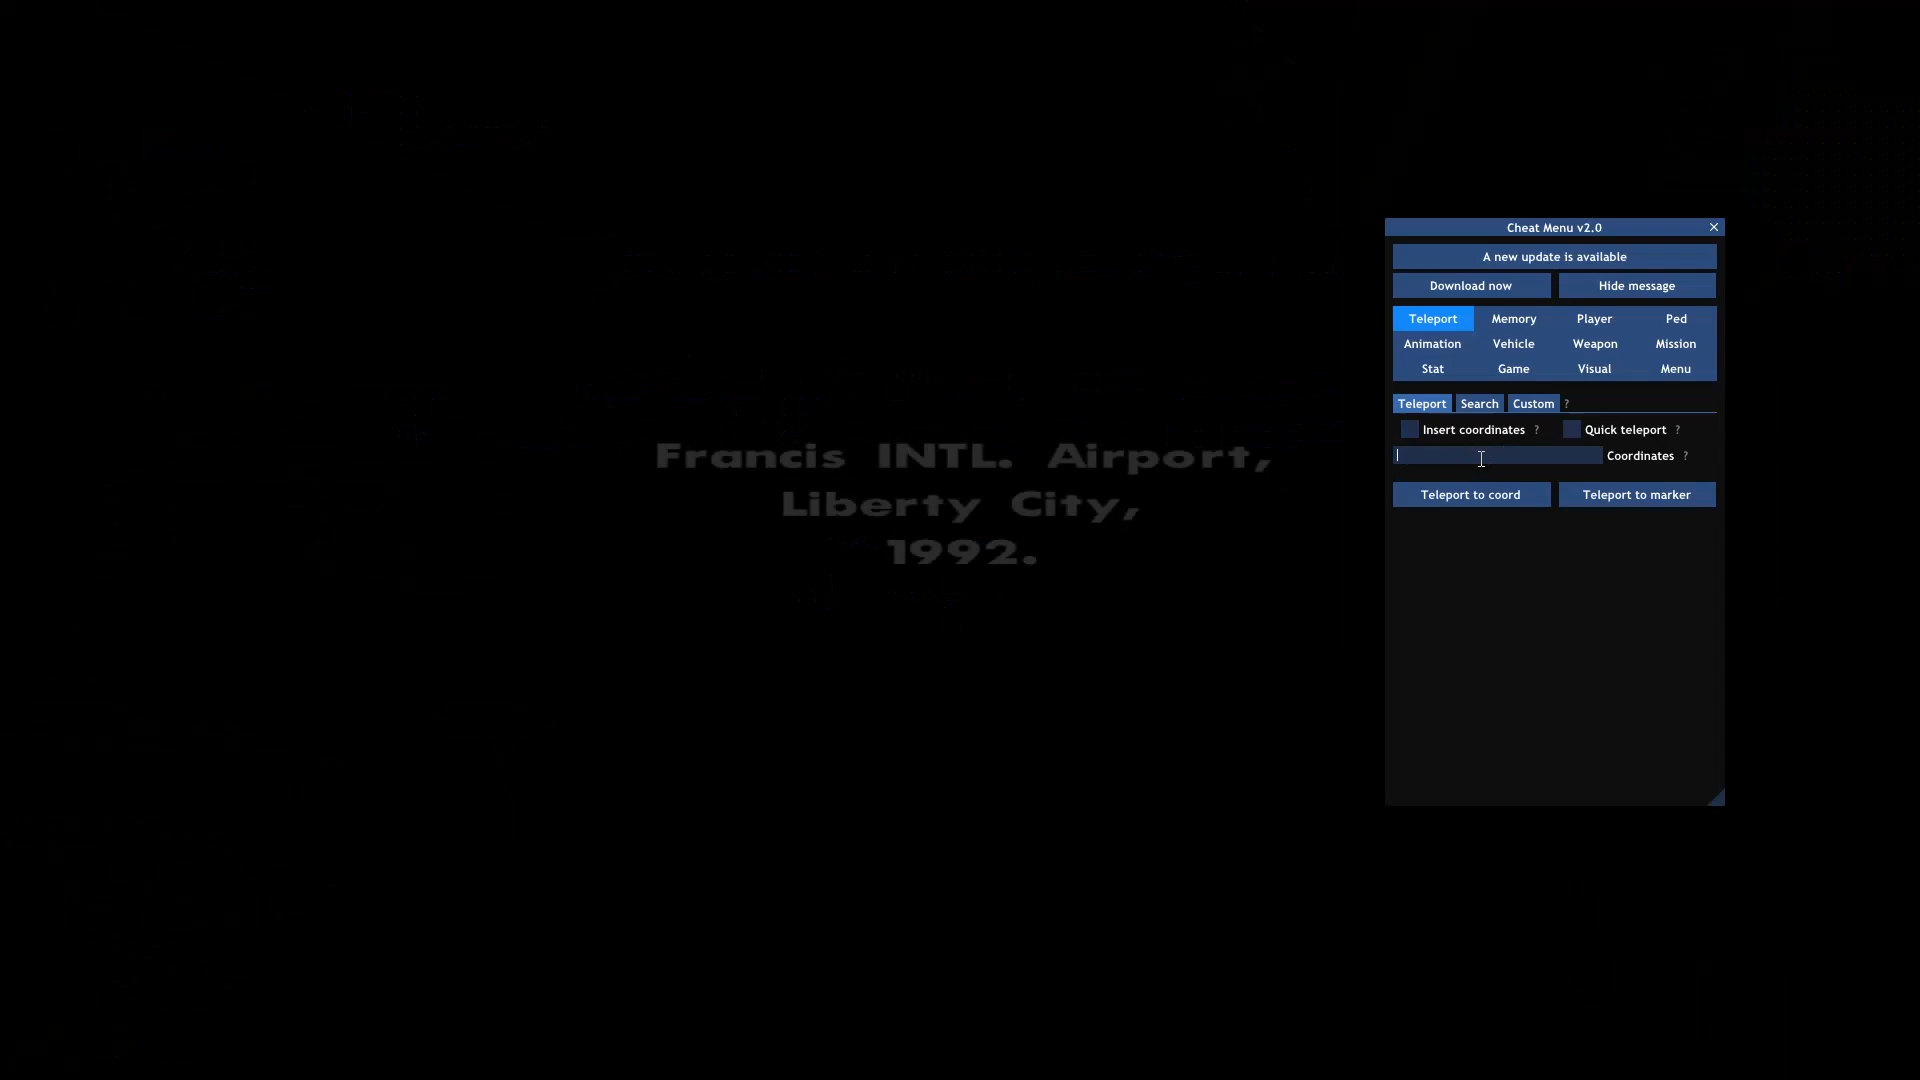 Francis INTL. Airport,
Liberty City,
1992.
Cheat Menu v2.0
A new update is available
Download now Hide message
Teleport Memory Player Ped
Animation Vehicle Weapon Mission
Stat Game Visual Menu
Teleport Search Custom ?
Insert coordinates ? Quick teleport ?
Coordinates ?
Teleport to coord Teleport to marker